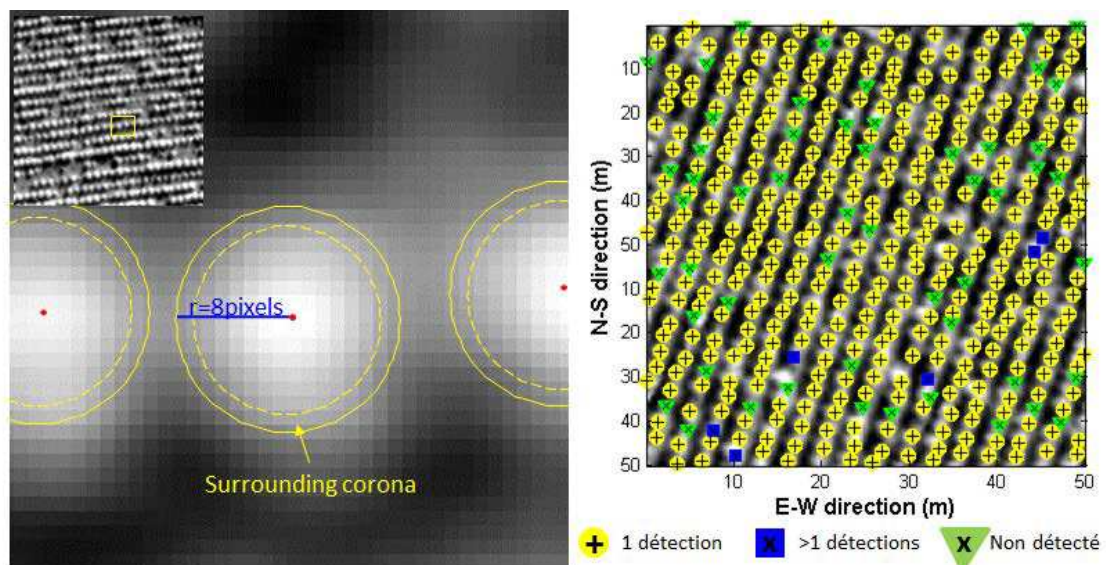 r=8pixels
Surrounding corona
N-S direction (m)
10
20
30
40
50
10
20
30
40
50
10 20 30 40 50
E-W direction (m)
1 détection >1 détections Non détecté